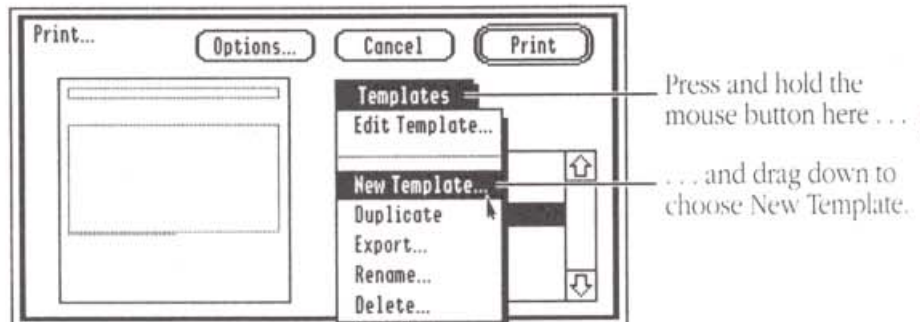 Print...
Options...
Cancel
Print
Templates
Edit Template...
New Template...
Duplicate
Export...
Rename...
Delete...
Press and hold the
mouse button here . . .
. . . and drag down to
choose New Template.